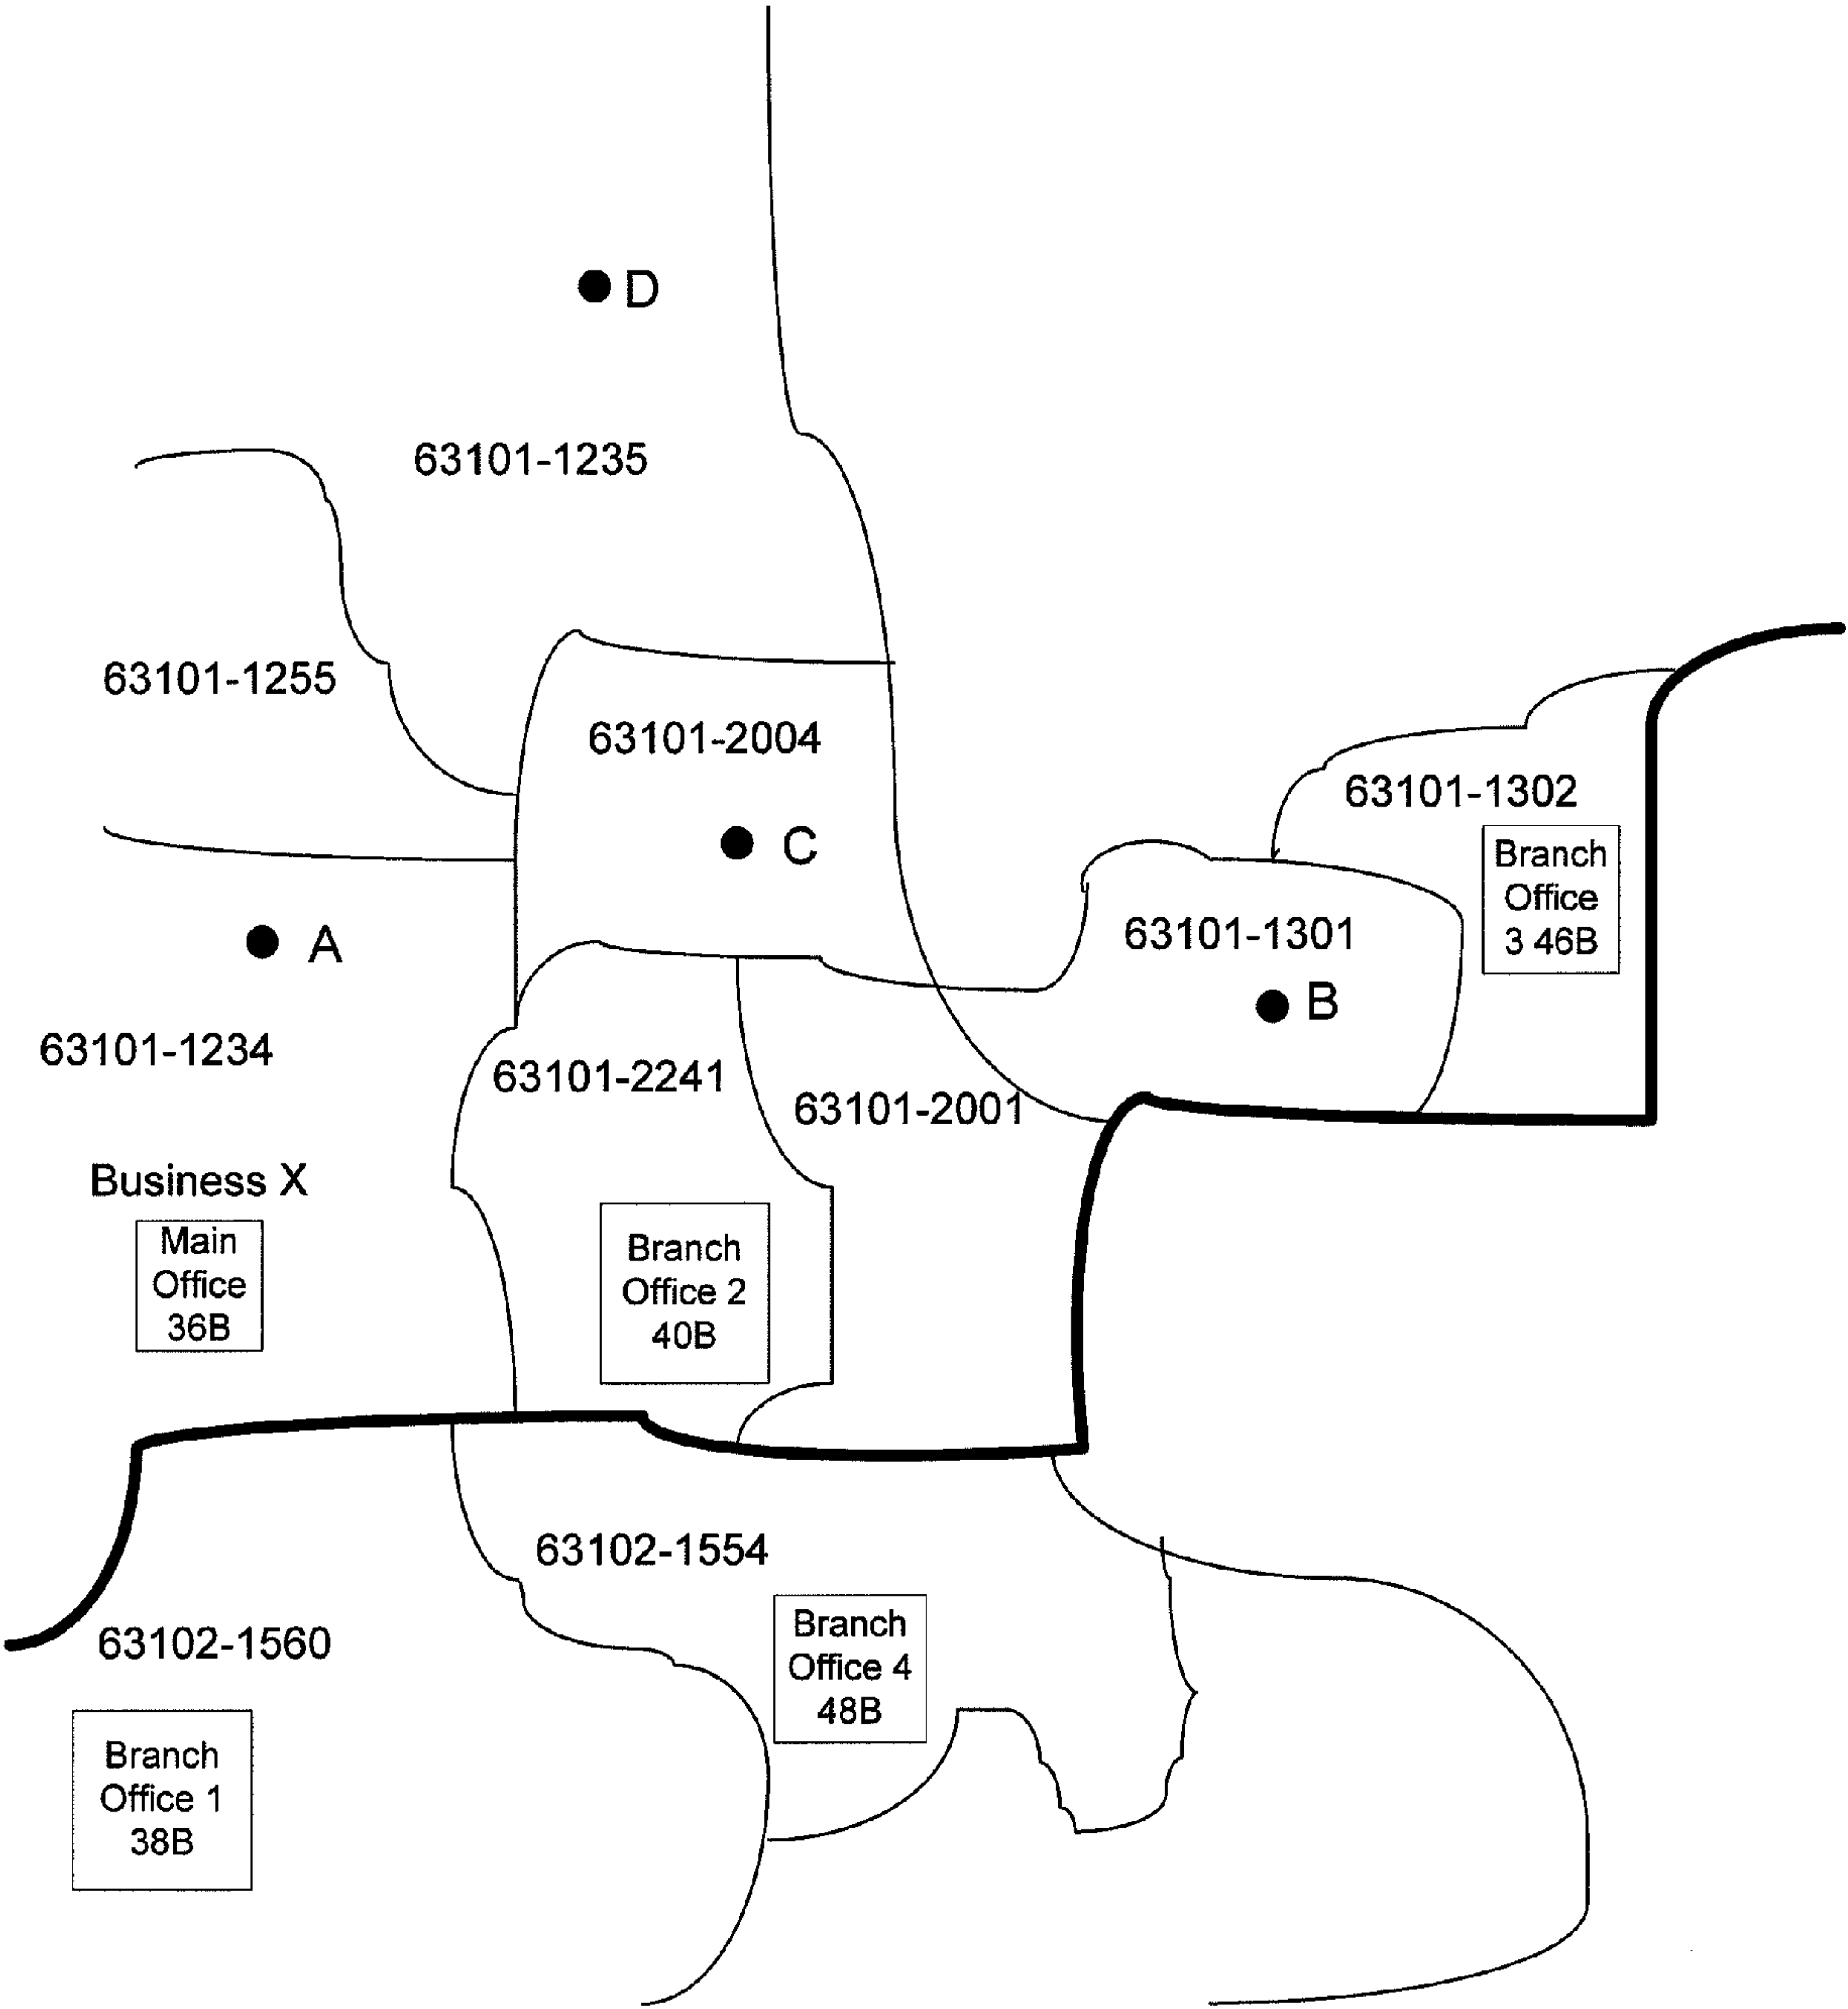 D
63101-1235
63101-1255
63101-2004
63101-1302
C
Branch
Office
3 46B
63101-1301
A
B
63101-1234
63101-2241
63101-2001
Business X
Main
Office
36B
Branch
Office 2
40B
63102-1554
63102-1560
Branch
Office 4
48B
Branch
Office 1
38B